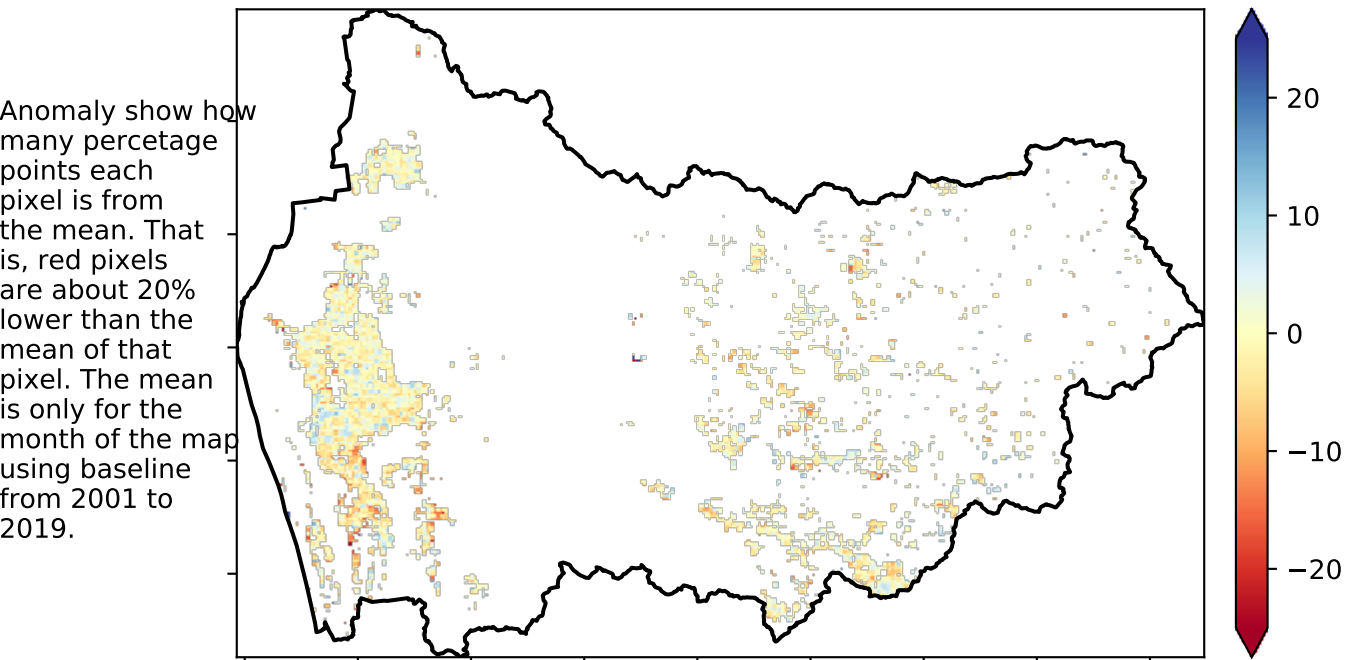 Anomaly show how
many percetage
points each
pixel is from
the mean. That
is, red pixels
are about 20%
lower than the
mean of that
pixel. The mean
is only for the
month of the map
using baseline
from 2001 to
2019.
20
10
0
−10
−20